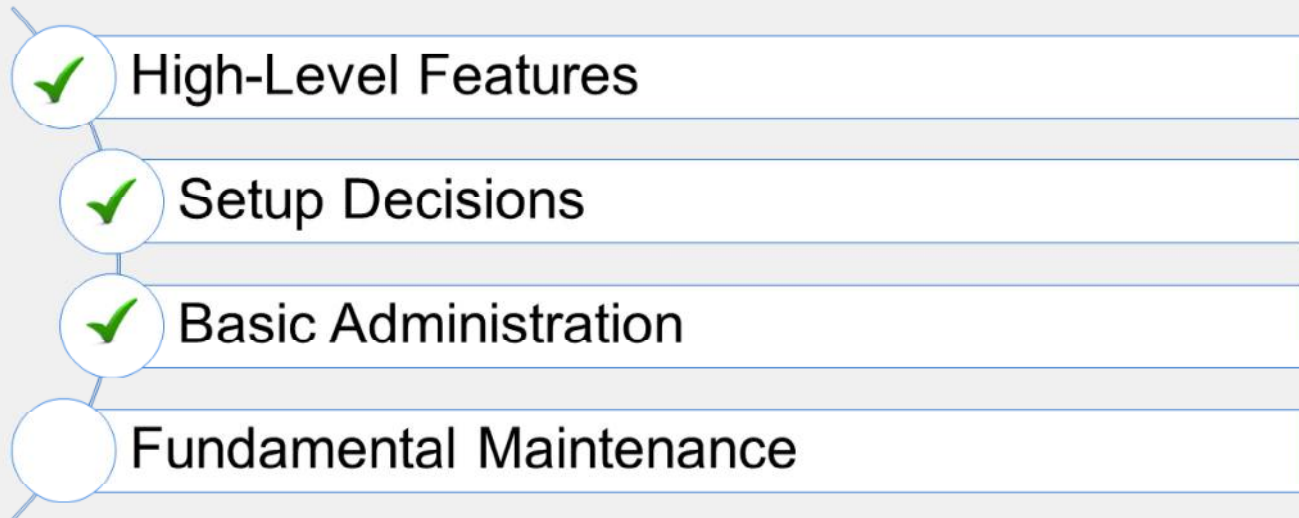 High-Level Features
Setup Decisions
Basic Administration
Fundamental Maintenance